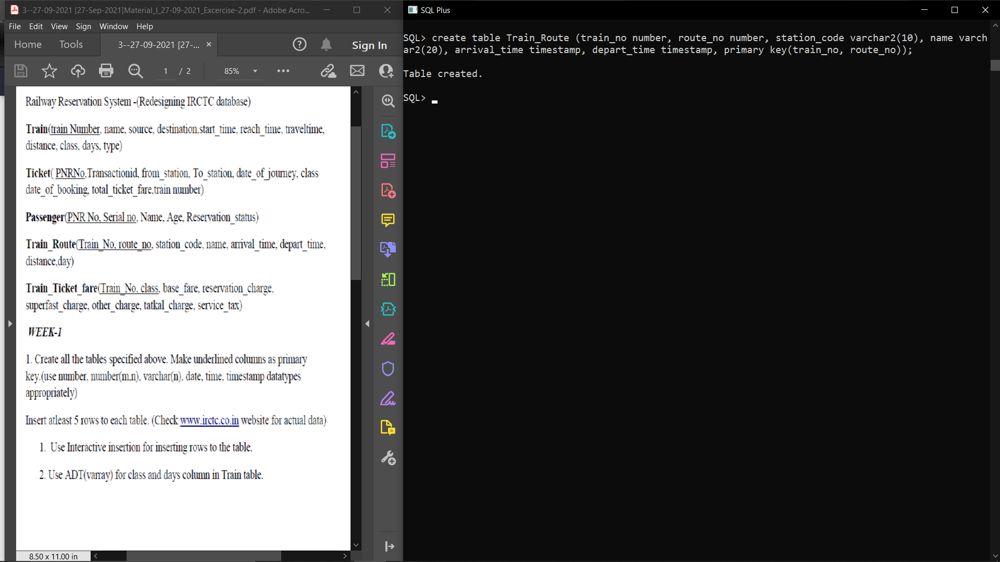 3--27-09-2021 [27-Sep-2021]Material_I_27-09-2021_Excercise-2.pdf - Adobe Acro...
File Edit View Sign Window Help
Home Tools 3--27-09-2021 [27-... × Sign In
1 / 2 85%
Railway Reservation System -(Redesigning IRCTC database)
Train(train Number, name, source, destination,start_time, reach_time, traveltime,
distance, class, days, type)
Ticket( PNRNo,Transactionid, from_station, To_station, date_of_journey, class
date_of_booking, total_ticket_fare,train number)
Passenger(PNR No, Serial no, Name, Age, Reservation_status)
Train_Route(Train_No, route_no, station_code, name, arrival_time, depart_time,
distance,day)
Train_Ticket_fare(Train_No, class, base_fare, reservation_charge,
superfast_charge, other_charge, tatkal_charge, service_tax)
WEEK-1
1. Create all the tables specified above. Make underlined columns as primary
key.(use number, number(m,n), varchar(n), date, time, timestamp datatypes
appropriately)
Insert atleast 5 rows to each table. (Check www.irctc.co.in website for actual data)
1. Use Interactive insertion for inserting rows to the table.
2. Use ADT(varray) for class and days column in Train table.
8.50 x 11.00 in
SQL Plus
SQL> create table Train_Route (train_no number, route_no number, station_code varchar2(10), name varch
ar2(20), arrival_time timestamp, depart_time timestamp, primary key(train_no, route_no));
Table created.
SQL>